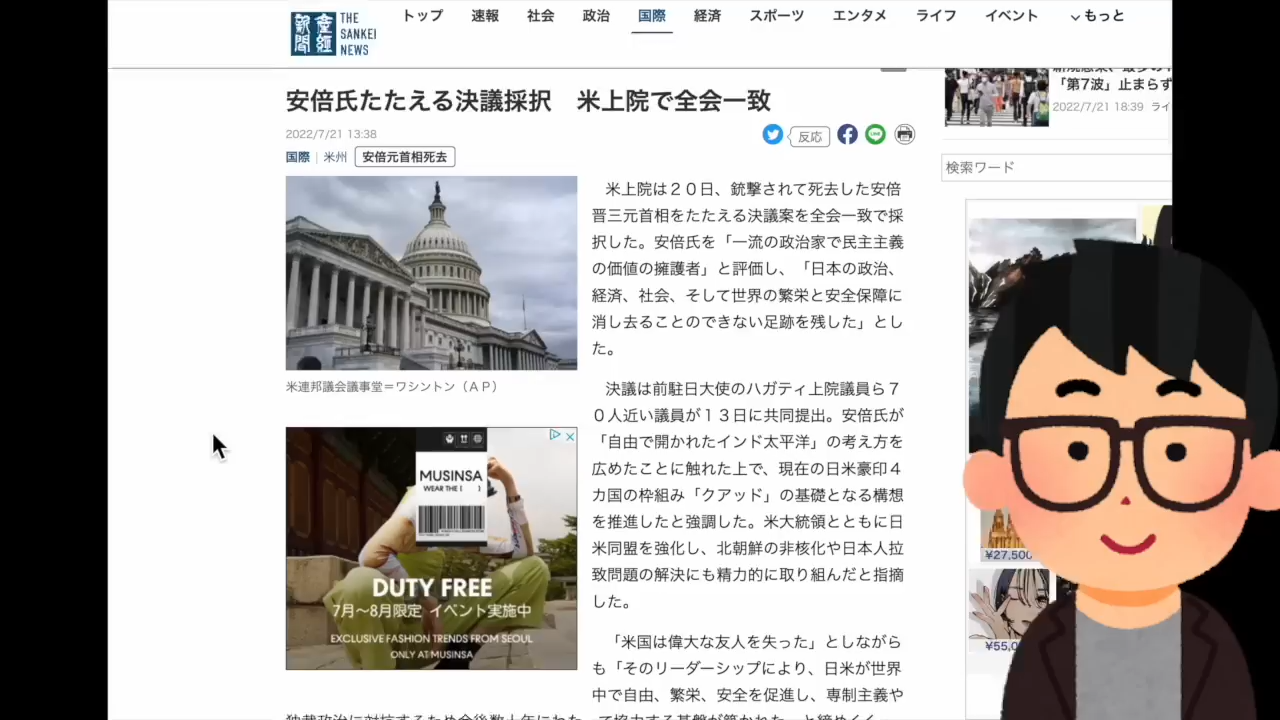 産經新聞
THE SANKEI NEWS
トップ 速報 社会 政治 国際 経済 スポーツ エンタメ ライフ イベント もっと
安倍氏たたえる決議採択　米上院で全会一致
2022/7/21 13:38
反応
国際 | 米州 安倍元首相死去
米上院は２０日、銃撃されて死去した安倍
晋三元首相をたたえる決議案を全会一致で採
択した。安倍氏を「一流の政治家で民主主義
の価値の擁護者」と評価し、「日本の政治、
経済、社会、そして世界の繁栄と安全保障に
消し去ることのできない足跡を残した」とし
た。
米連邦議会議事堂＝ワシントン（ＡＰ）
決議は前駐日大使のハガティ上院議員ら７
０人近い議員が１３日に共同提出。安倍氏が
「自由で開かれたインド太平洋」の考え方を
広めたことに触れた上で、現在の日米豪印４
カ国の枠組み「クアッド」の基礎となる構想
を推進したと強調した。米大統領とともに日
米同盟を強化し、北朝鮮の非核化や日本人拉
致問題の解決にも精力的に取り組んだと指摘
した。
「米国は偉大な友人を失った」としながら
も「そのリーダーシップにより、日米が世界
中で自由、繁栄、安全を促進し、専制主義や
MUSINSA
WEAR THE ( )
DUTY FREE
7月〜8月限定 イベント実施中
EXCLUSIVE FASHION TRENDS FROM SEOUL
ONLY AT MUSINSA
「第7波」止まらず
2022/7/21 18:39 ライ
検索ワード
¥27,500
¥55,0